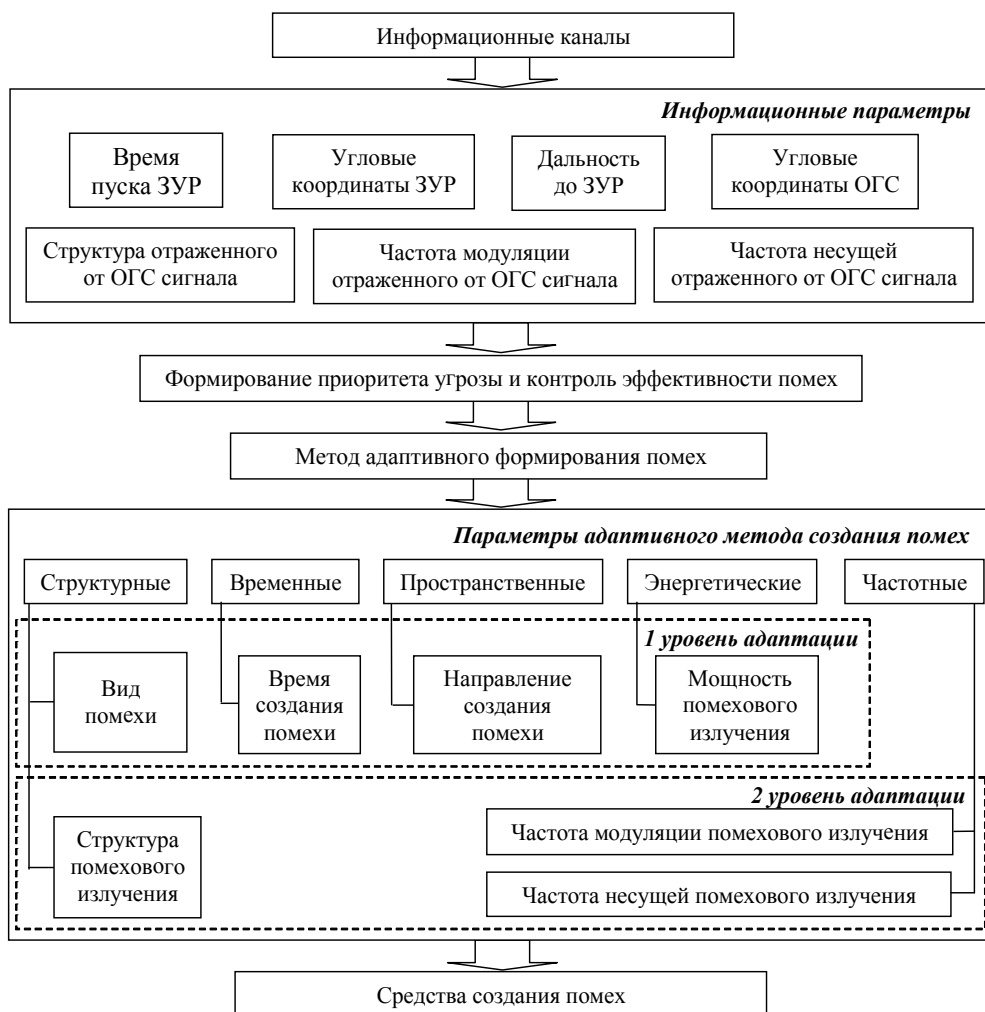 Информационные каналы
Информационные параметры
Время
пуска ЗУР
Угловые
координаты ЗУР
Дальность
до ЗУР
Угловые
координаты ОГС
Структура отраженного
от ОГС сигнала
Частота модуляции
отраженного от ОГС сигнала
Частота несущей
отраженного от ОГС сигнала
Формирование приоритета угрозы и контроль эффективности помех
Метод адаптивного формирования помех
Параметры адаптивного метода создания помех
Структурные
Временные
Пространственные
Энергетические
Частотные
1 уровень адаптации
Вид
помехи
Время
создания
помехи
Направление
создания
помехи
Мощность
помехового
излучения
2 уровень адаптации
Структура
помехового
излучения
Частота модуляции помехового излучения
Частота несущей помехового излучения
Средства создания помех